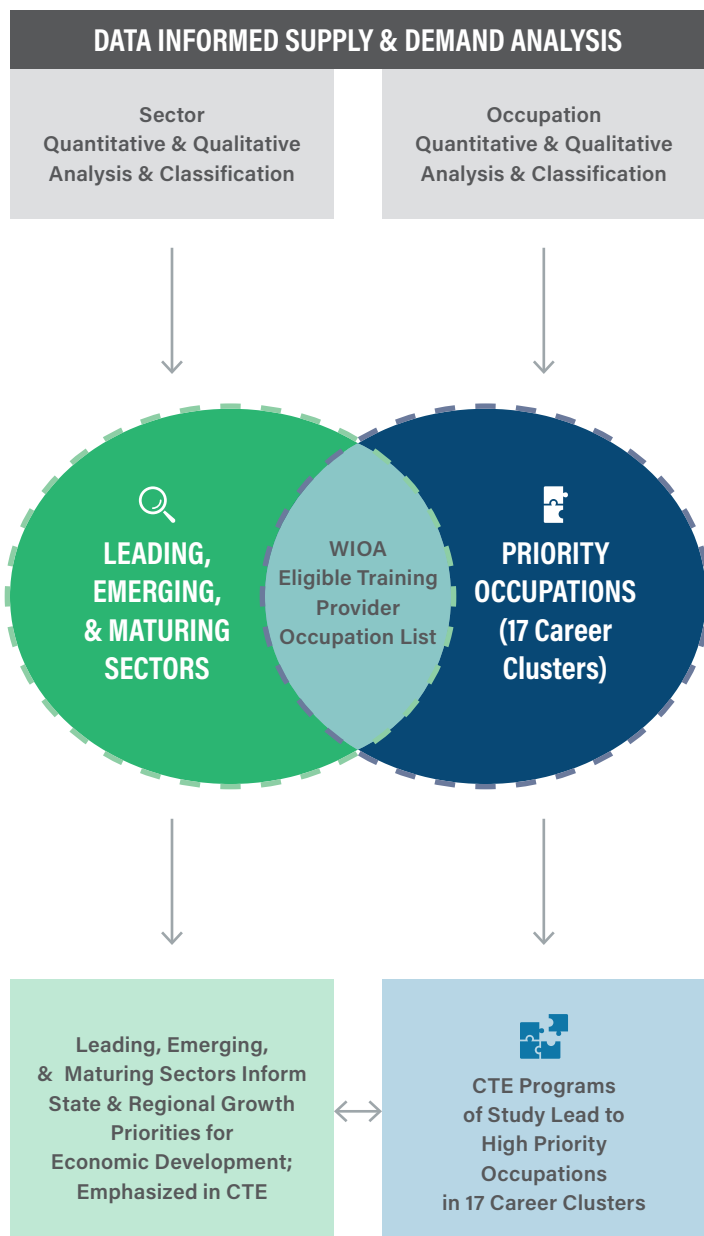 DATA INFORMED SUPPLY & DEMAND ANALYSIS
Sector
Quantitative & Qualitative
Analysis & Classification
Occupation
Quantitative & Qualitative
Analysis & Classification
LEADING,
EMERGING,
& MATURING
SECTORS
WIOA
Eligible Training
Provider
Occupation List
PRIORITY
OCCUPATIONS
(17 Career
Clusters)
Leading, Emerging,
& Maturing Sectors Inform
State & Regional Growth
Priorities for
Economic Development;
Emphasized in CTE
CTE Programs
of Study Lead to
High Priority
Occupations
in 17 Career Clusters